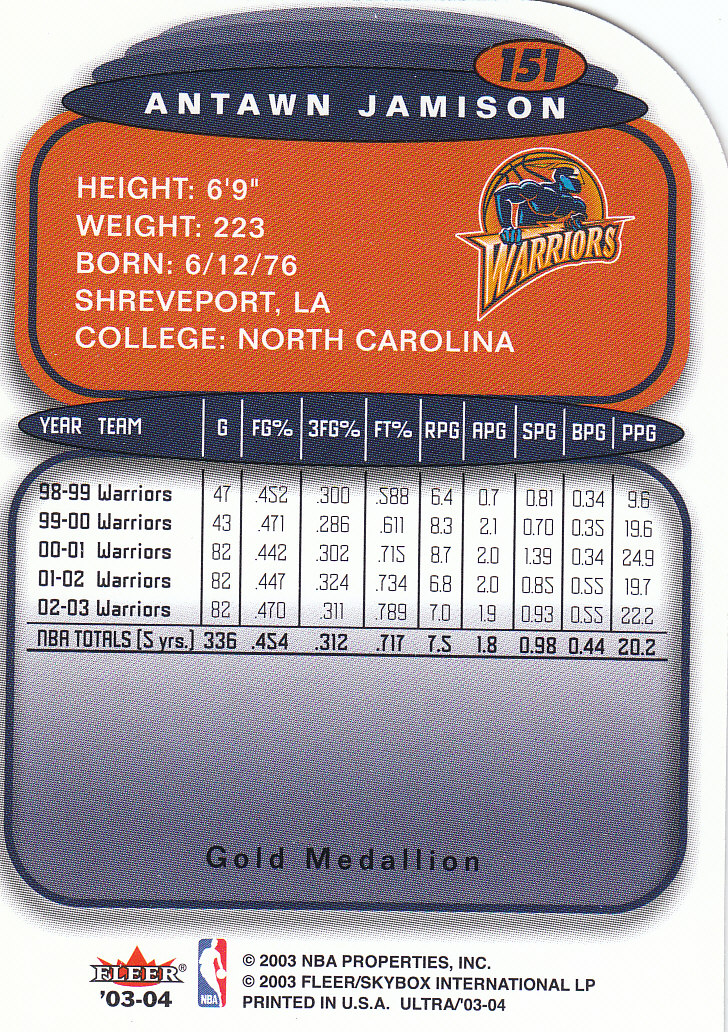 151
ANTAWN JAMISON
HEIGHT: 6'9"
WEIGHT: 223
BORN: 6/12/76
SHREVEPORT, LA
COLLEGE: NORTH CAROLINA
WARRIORS
YEAR TEAM G FG% 3FG% FT% RPG APG SPG BPG PPG
98-99 Warriors 47 .452 .300 .588 6.4 0.7 0.81 0.34 9.6
99-00 Warriors 43 .471 .286 .611 8.3 2.1 0.70 0.35 19.6
00-01 Warriors 82 .442 .302 .715 8.7 2.0 1.39 0.34 24.9
01-02 Warriors 82 .447 .324 .734 6.8 2.0 0.85 0.55 19.7
02-03 Warriors 82 .470 .311 .789 7.0 1.9 0.93 0.55 22.2
NBA TOTALS (5 yrs.) 336 .454 .312 .717 7.5 1.8 0.98 0.44 20.2
Gold Medallion
FLEER®
'03-04
NBA
© 2003 NBA PROPERTIES, INC.
© 2003 FLEER/SKYBOX INTERNATIONAL LP
PRINTED IN U.S.A. ULTRA/'03-04